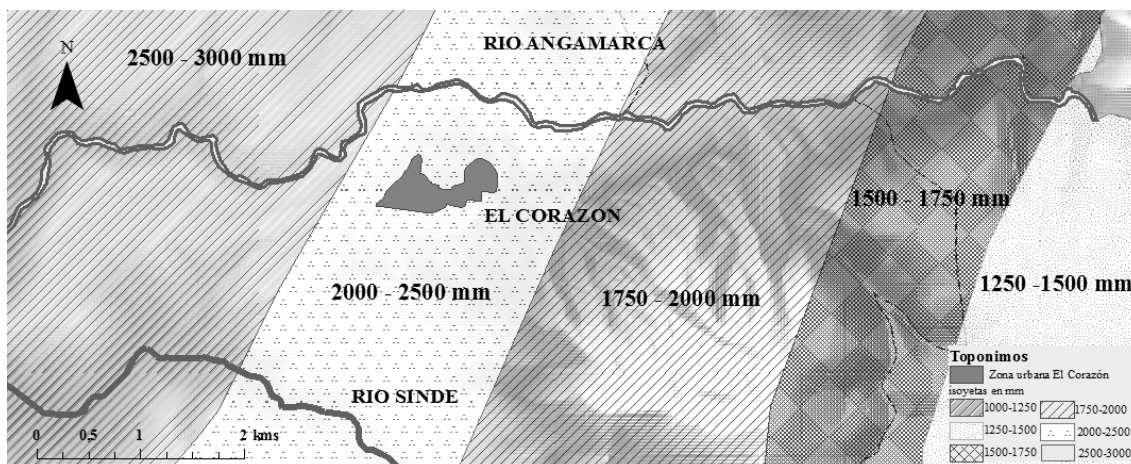 RIO ANGAMARCA
2500 - 3000 mm
N
1500 - 1750 mm
EL CORAZON
2000 - 2500 mm
1750 - 2000 mm
1250 -1500 mm
RIO SINDE
0 0,5 1 2 kms
Toponimos
Zona urbana El Corazón
isoyetas en mm
1000-1250 1750-2000
1250-1500 2000-2500
1500-1750 2500-3000